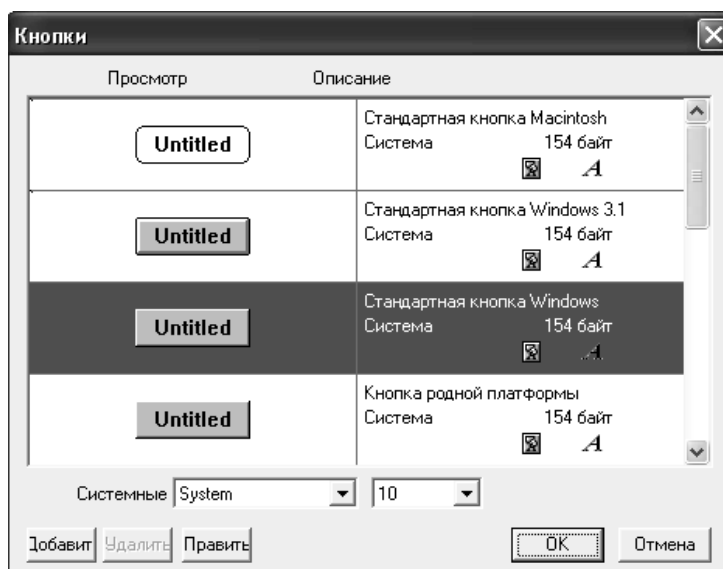 Кнопки
Просмотр Описание
Untitled
Стандартная кнопка Macintosh
Система 154 байт
A
Untitled
Стандартная кнопка Windows 3.1
Система 154 байт
A
Untitled
Стандартная кнопка Windows
Система 154 байт
A
Untitled
Кнопка родной платформы
Система 154 байт
A
Системные System 10
Добавит Удалить Править OK Отмена